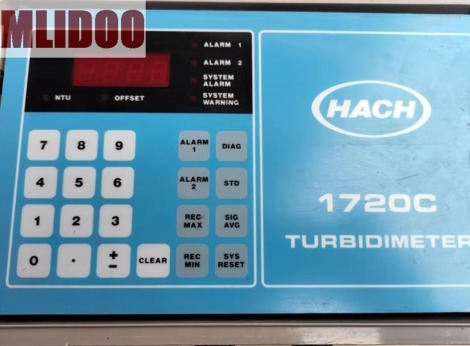 MLIDOO
ALARM 1
ALARM 2
SYSTEM
ALARM
SYSTEM
WARNING
NTU
OFFSET
HACH
1720C
TURBIDIMETER
7 8 9 ALARM 1 DIAG
4 5 6 ALARM 2 STD
1 2 3 REC MAX SIG AVG
0 . ± CLEAR REC MIN SYS RESET